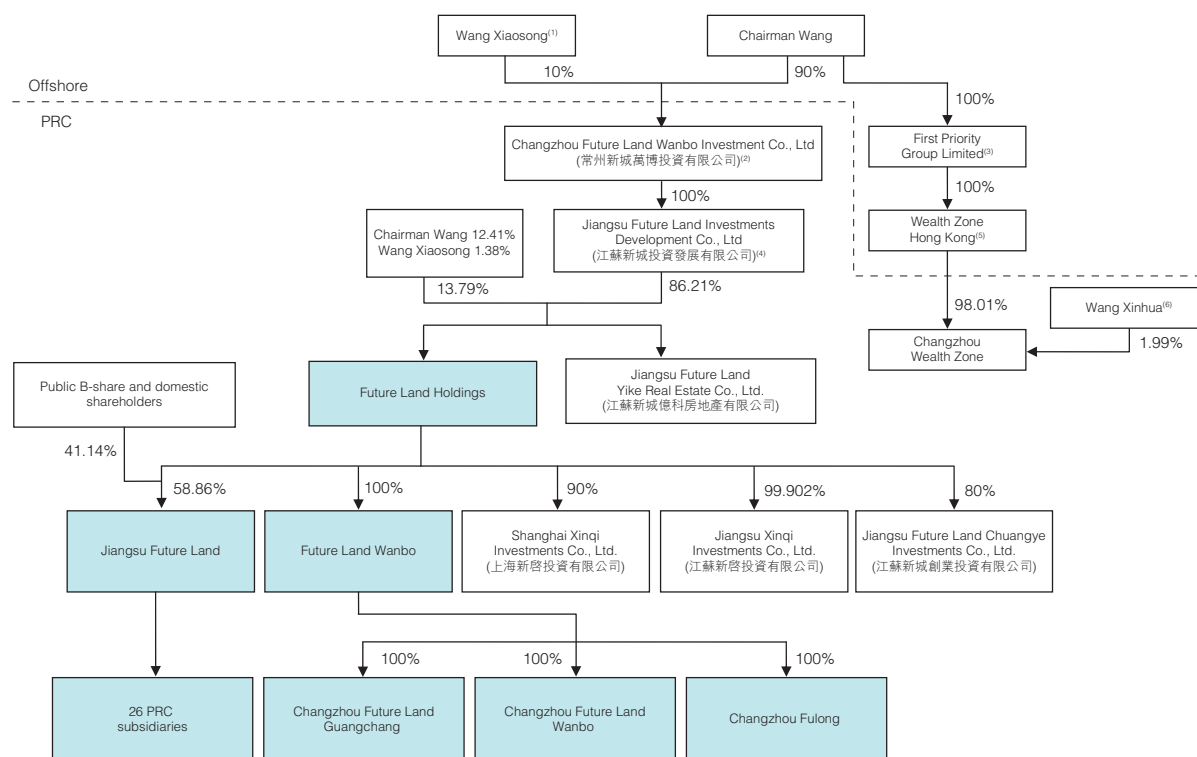 Wang Xiaosong(1)
Chairman Wang
10%
90%
Offshore
100%
PRC
Changzhou Future Land Wanbo Investment Co., Ltd
(常州新城萬博投資有限公司)(2)
First Priority
Group Limited(3)
100%
100%
Chairman Wang 12.41%
Wang Xiaosong 1.38%
Jiangsu Future Land Investments
Development Co., Ltd
(江蘇新城投資發展有限公司)(4)
Wealth Zone
Hong Kong(5)
13.79%
86.21%
98.01%
Wang Xinhua(6)
1.99%
Changzhou
Wealth Zone
Public B-share and domestic
shareholders
Future Land Holdings
Jiangsu Future Land
Yike Real Estate Co., Ltd.
(江蘇新城億科房地產有限公司)
41.14%
58.86%
100%
90%
99.902%
80%
Jiangsu Future Land
Future Land Wanbo
Shanghai Xinqi
Investments Co., Ltd.
(上海新啓投資有限公司)
Jiangsu Xinqi
Investments Co., Ltd.
(江蘇新啓投資有限公司)
Jiangsu Future Land Chuangye
Investments Co., Ltd.
(江蘇新城創業投資有限公司)
100%
100%
100%
26 PRC
subsidiaries
Changzhou Future Land
Guangchang
Changzhou Future Land
Wanbo
Changzhou Fulong